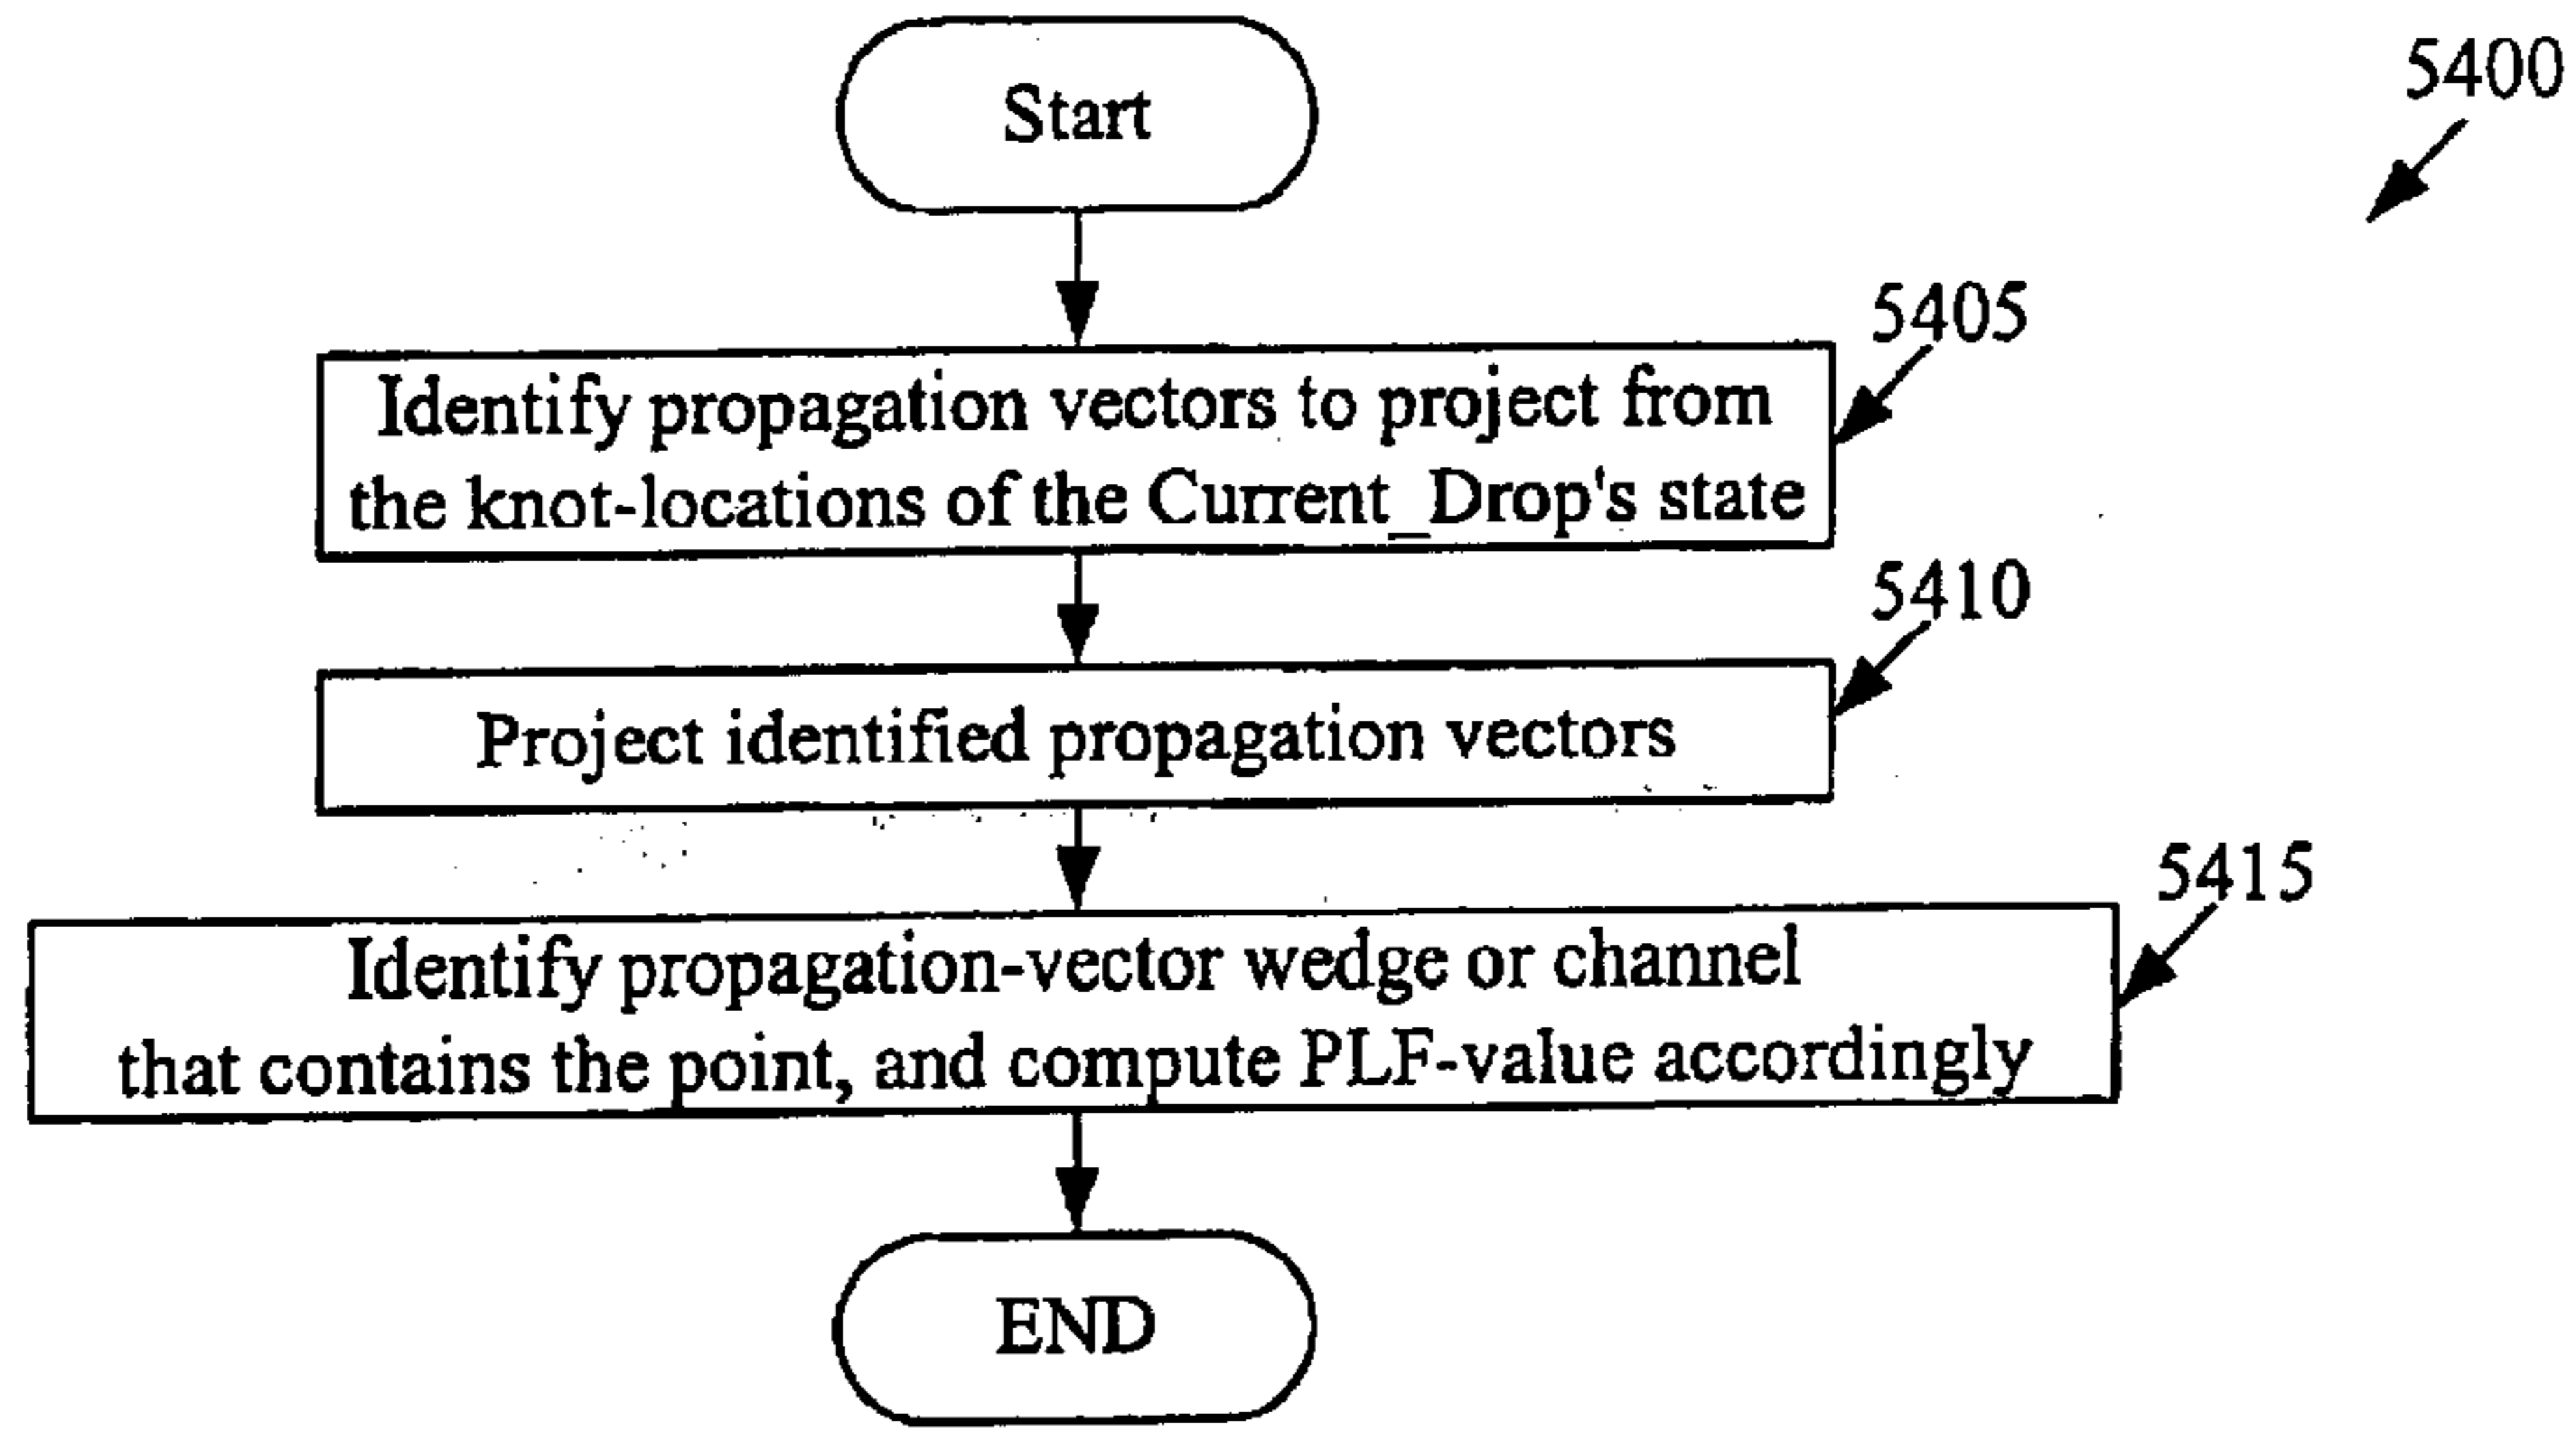 Start
5400
5405
Identify propagation vectors to project from
the knot-locations of the Current_Drop's state
5410
Project identified propagation vectors
5415
Identify propagation-vector wedge or channel
that contains the point, and compute PLF-value accordingly
END